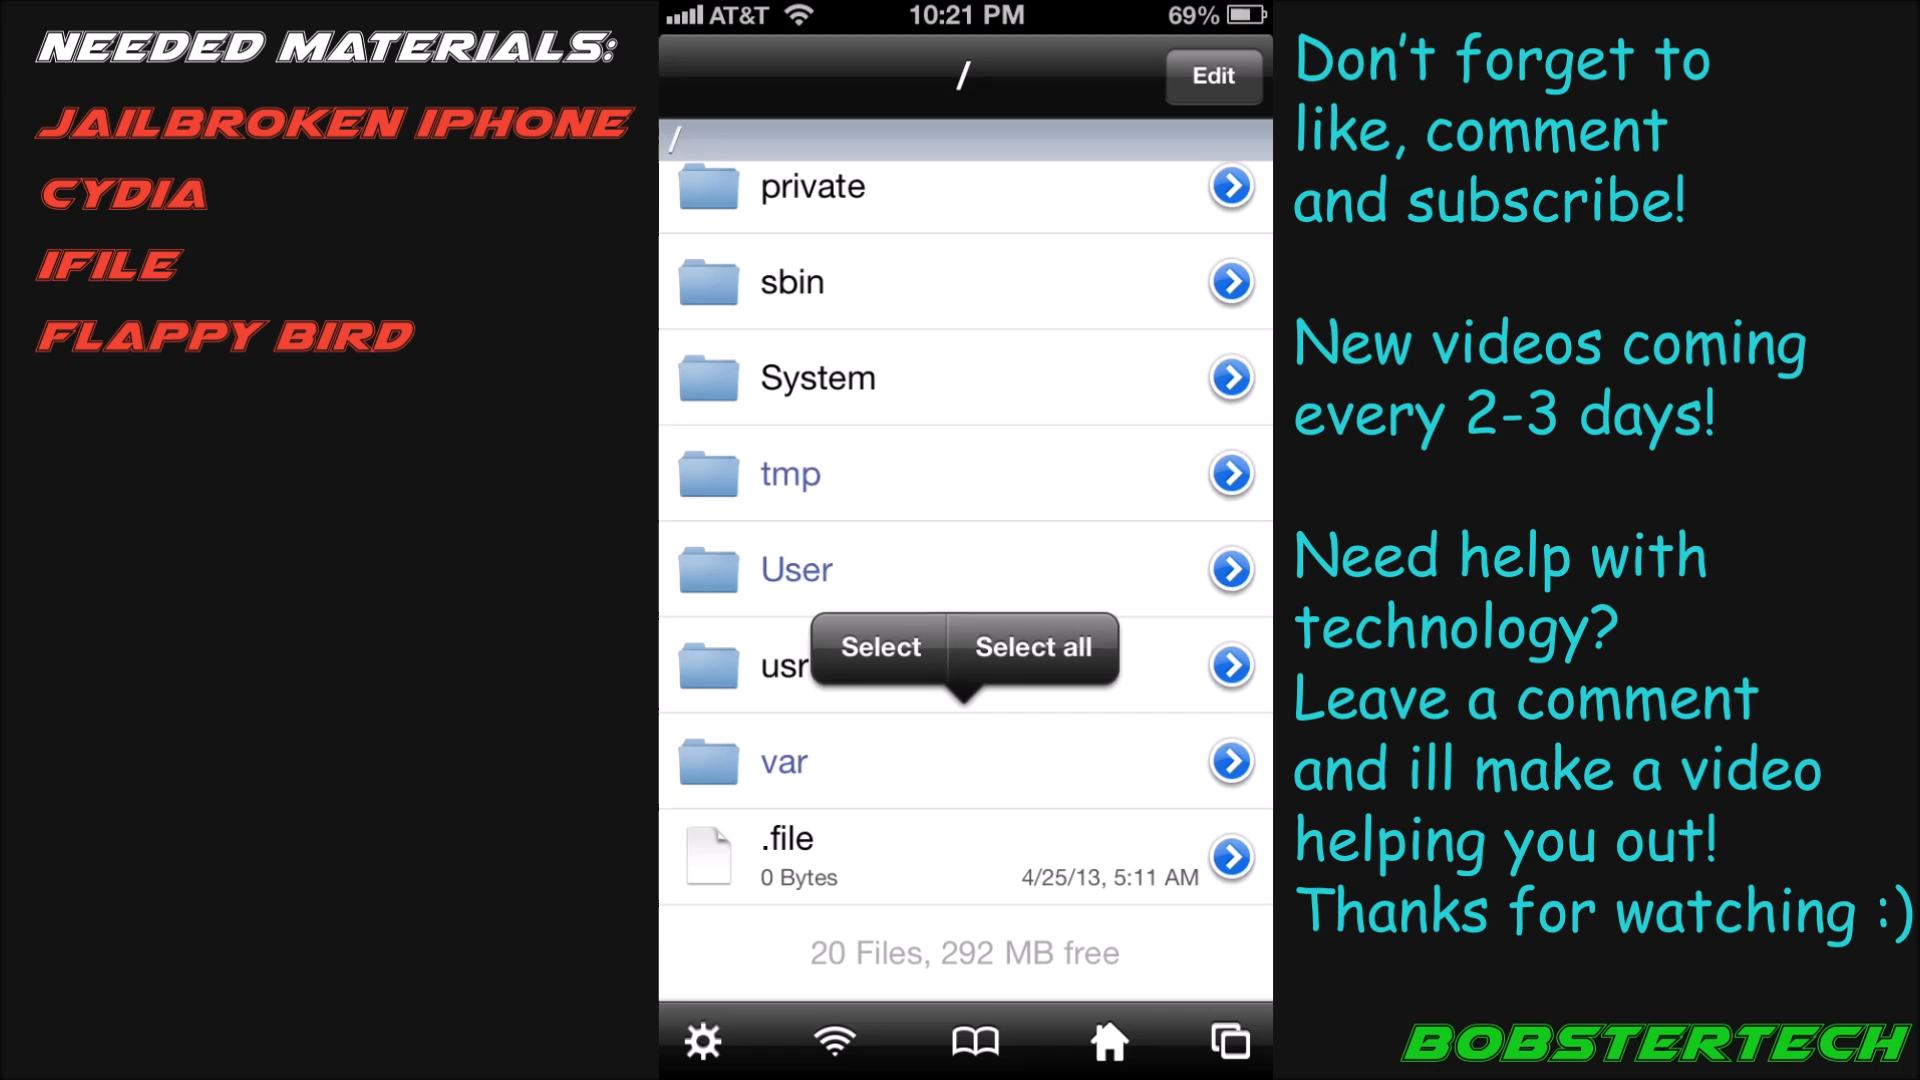 NEEDED MATERIALS:
JAILBROKEN IPHONE
CYDIA
IFILE
FLAPPY BIRD
AT&T 10:21 PM 69%
/
Edit
/
private
sbin
System
tmp
User
Select Select all
usr
var
.file
0 Bytes 4/25/13, 5:11 AM
20 Files, 292 MB free
Don't forget to
like, comment
and subscribe!
New videos coming
every 2-3 days!
Need help with
technology?
Leave a comment
and ill make a video
helping you out!
Thanks for watching :)
BOBSTERTECH